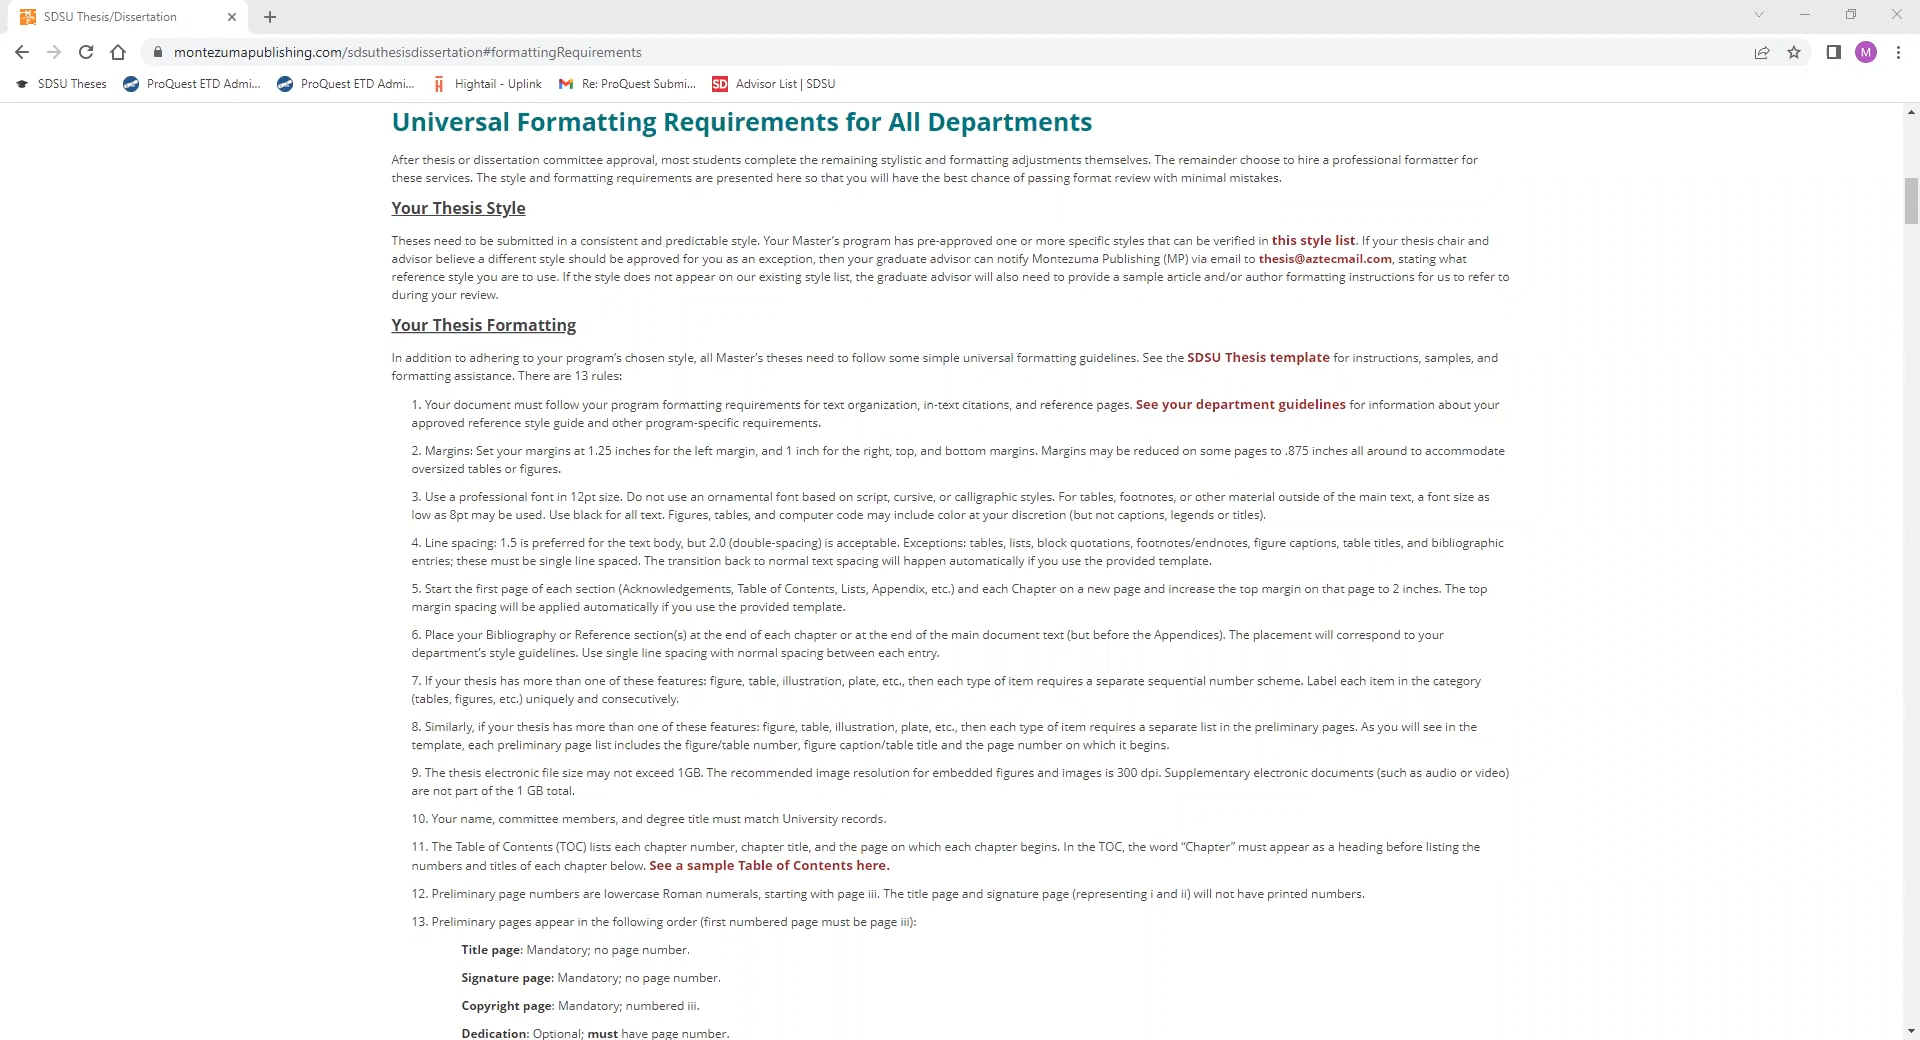 SDSU Thesis/Dissertation
montezumapublishing.com/sdsuthesisdissertation#formattingRequirements
M
SDSU Theses
ProQuest ETD Admi...
ProQuest ETD Admi...
Hightail - Uplink
Re: ProQuest Submi...
SD Advisor List | SDSU
Universal Formatting Requirements for All Departments
After thesis or dissertation committee approval, most students complete the remaining stylistic and formatting adjustments themselves. The remainder choose to hire a professional formatter for
these services. The style and formatting requirements are presented here so that you will have the best chance of passing format review with minimal mistakes.
Your Thesis Style
Theses need to be submitted in a consistent and predictable style. Your Master's program has pre-approved one or more specific styles that can be verified in this style list. If your thesis chair and
advisor believe a different style should be approved for you as an exception, then your graduate advisor can notify Montezuma Publishing (MP) via email to thesis@aztecmail.com, stating what
reference style you are to use. If the style does not appear on our existing style list, the graduate advisor will also need to provide a sample article and/or author formatting instructions for us to refer to
during your review.
Your Thesis Formatting
In addition to adhering to your program's chosen style, all Master's theses need to follow some simple universal formatting guidelines. See the SDSU Thesis template for instructions, samples, and
formatting assistance. There are 13 rules:
1. Your document must follow your program formatting requirements for text organization, in-text citations, and reference pages. See your department guidelines for information about your
approved reference style guide and other program-specific requirements.
2. Margins: Set your margins at 1.25 inches for the left margin, and 1 inch for the right, top, and bottom margins. Margins may be reduced on some pages to .875 inches all around to accommodate
oversized tables or figures.
3. Use a professional font in 12pt size. Do not use an ornamental font based on script, cursive, or calligraphic styles. For tables, footnotes, or other material outside of the main text, a font size as
low as 8pt may be used. Use black for all text. Figures, tables, and computer code may include color at your discretion (but not captions, legends or titles).
4. Line spacing: 1.5 is preferred for the text body, but 2.0 (double-spacing) is acceptable. Exceptions: tables, lists, block quotations, footnotes/endnotes, figure captions, table titles, and bibliographic
entries; these must be single line spaced. The transition back to normal text spacing will happen automatically if you use the provided template.
5. Start the first page of each section (Acknowledgements, Table of Contents, Lists, Appendix, etc.) and each Chapter on a new page and increase the top margin on that page to 2 inches. The top
margin spacing will be applied automatically if you use the provided template.
6. Place your Bibliography or Reference section(s) at the end of each chapter or at the end of the main document text (but before the Appendices). The placement will correspond to your
department's style guidelines. Use single line spacing with normal spacing between each entry.
7. If your thesis has more than one of these features: figure, table, illustration, plate, etc., then each type of item requires a separate sequential number scheme. Label each item in the category
(tables, figures, etc.) uniquely and consecutively.
8. Similarly, if your thesis has more than one of these features: figure, table, illustration, plate, etc., then each type of item requires a separate list in the preliminary pages. As you will see in the
template, each preliminary page list includes the figure/table number, figure caption/table title and the page number on which it begins.
9. The thesis electronic file size may not exceed 1GB. The recommended image resolution for embedded figures and images is 300 dpi. Supplementary electronic documents (such as audio or video)
are not part of the 1 GB total.
10. Your name, committee members, and degree title must match University records.
11. The Table of Contents (TOC) lists each chapter number, chapter title, and the page on which each chapter begins. In the TOC, the word “Chapter” must appear as a heading before listing the
numbers and titles of each chapter below. See a sample Table of Contents here.
12. Preliminary page numbers are lowercase Roman numerals, starting with page iii. The title page and signature page (representing i and ii) will not have printed numbers.
13. Preliminary pages appear in the following order (first numbered page must be page iii):
Title page: Mandatory; no page number.
Signature page: Mandatory; no page number.
Copyright page: Mandatory; numbered iii.
Dedication: Optional; must have page number.